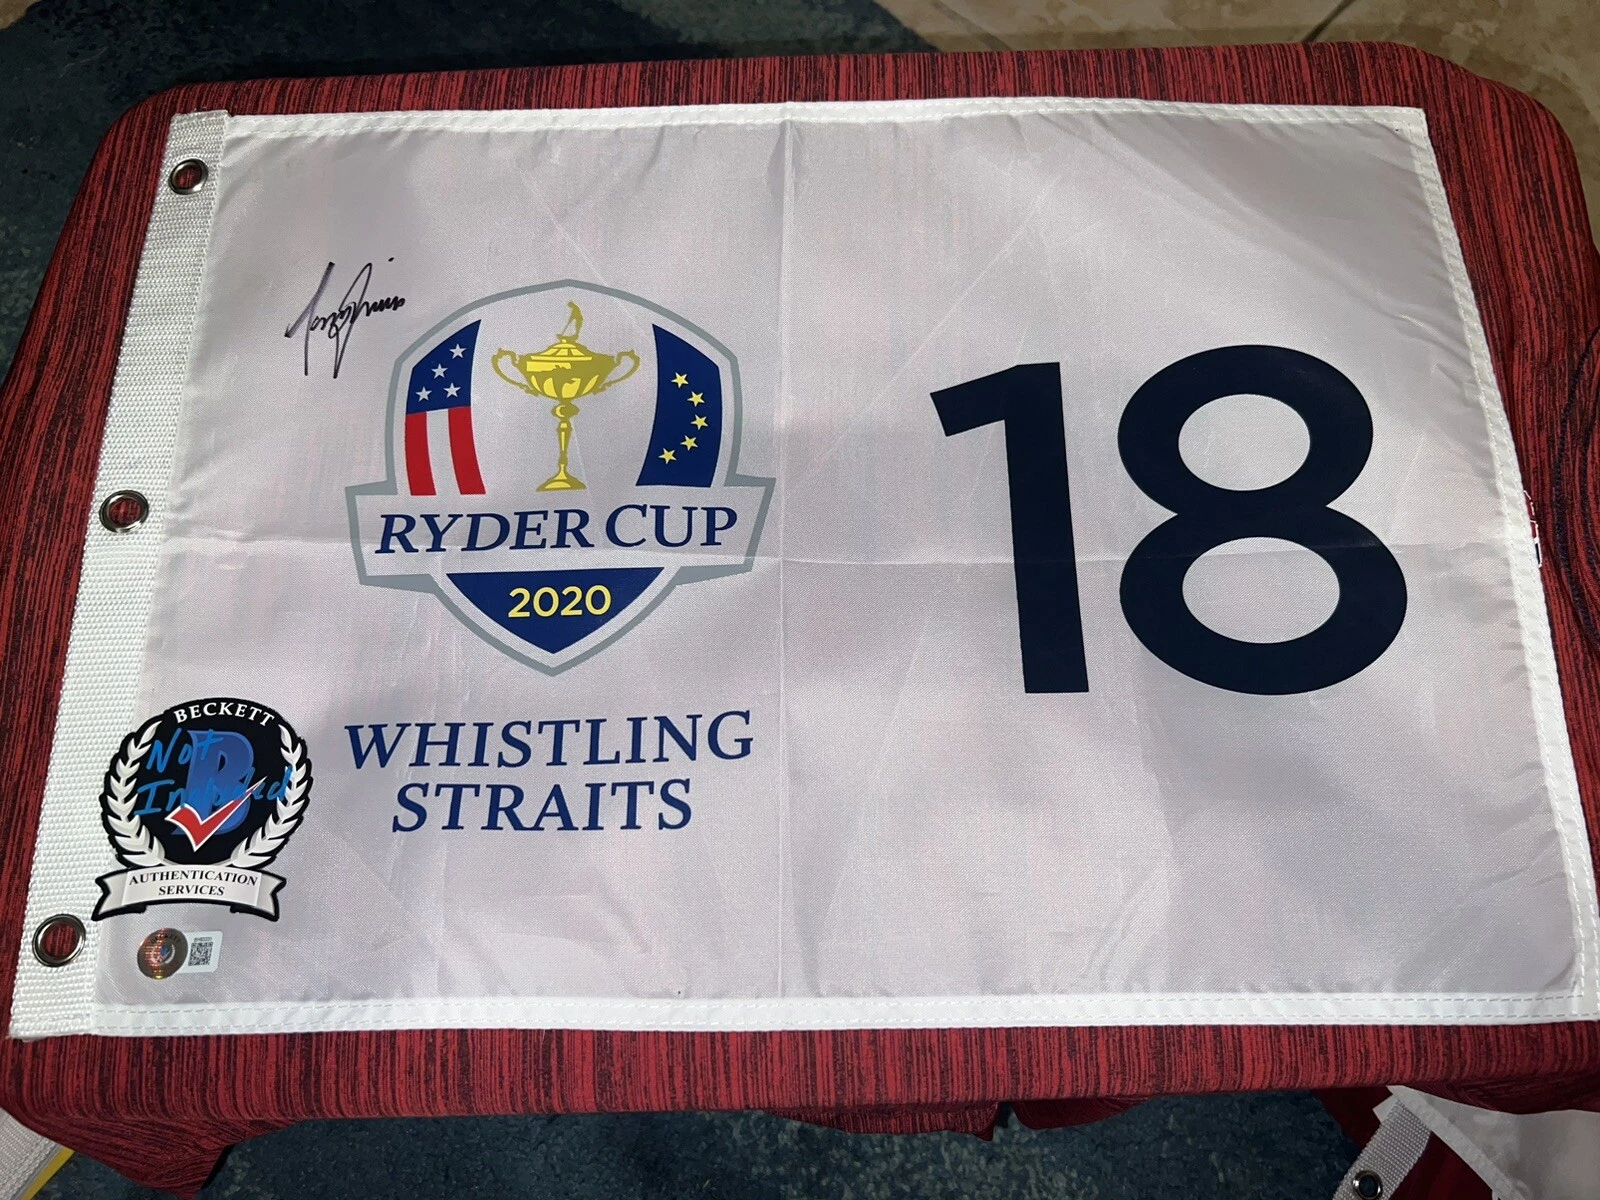 RYDER CUP
2020
WHISTLING
STRAITS
18
BECKETT
Not
Included
AUTHENTICATION
SERVICES